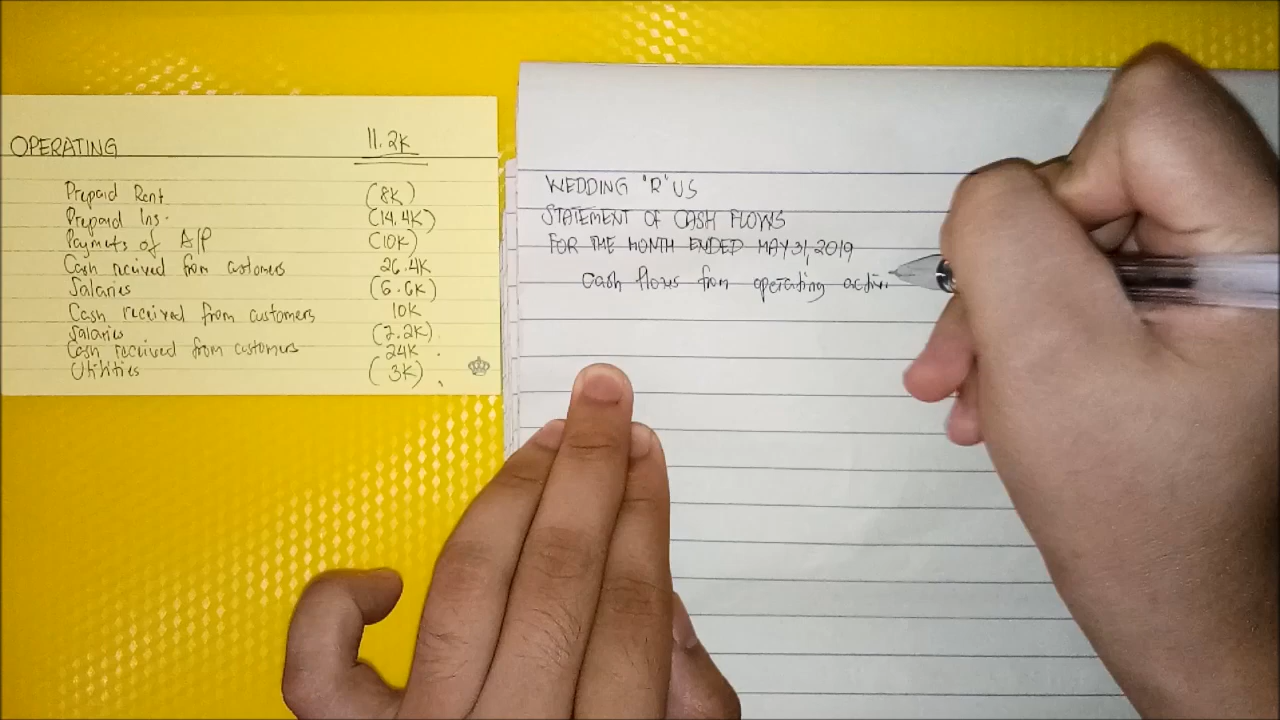 OPERATING 11.2K
Prepaid Rent (8K)
Prepaid Ins. (14.4K)
Payments of A/P (10K)
Cash received from customers 26.4K
Salaries (6.6K)
Cash received from customers 10K
Salaries (7.2K)
Cash received from customers 24K
Utilities (3K)
WEDDING "R" US
STATEMENT OF CASH FLOWS
FOR THE MONTH ENDED MAY 31, 2019
Cash flows from operating activi